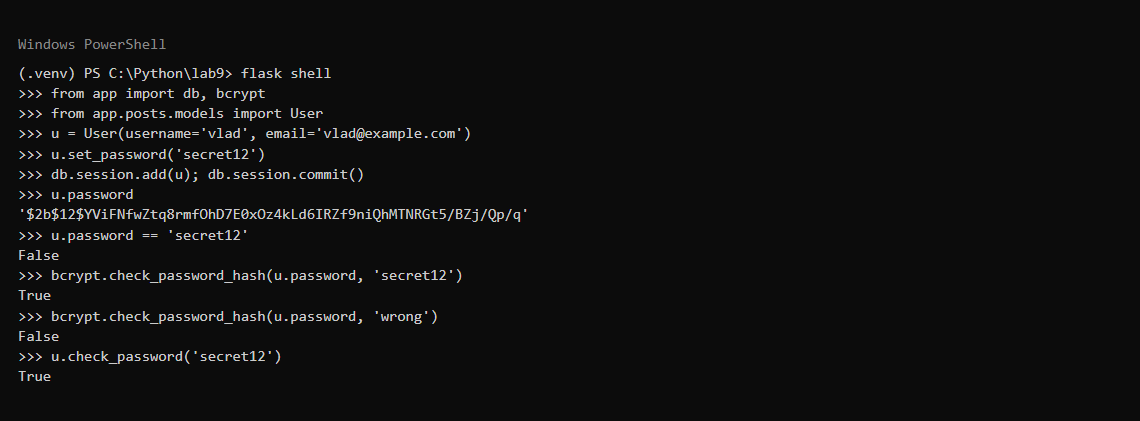 Windows PowerShell
(.venv) PS C:\Python\lab9> flask shell
>>> from app import db, bcrypt
>>> from app.posts.models import User
>>> u = User(username='vlad', email='vlad@example.com')
>>> u.set_password('secret12')
>>> db.session.add(u); db.session.commit()
>>> u.password
'$2b$12$YViFNfwZtq8rmfOhD7E0xOz4kLd6IRZf9niQhMTNRGt5/BZj/Qp/q'
>>> u.password == 'secret12'
False
>>> bcrypt.check_password_hash(u.password, 'secret12')
True
>>> bcrypt.check_password_hash(u.password, 'wrong')
False
>>> u.check_password('secret12')
True